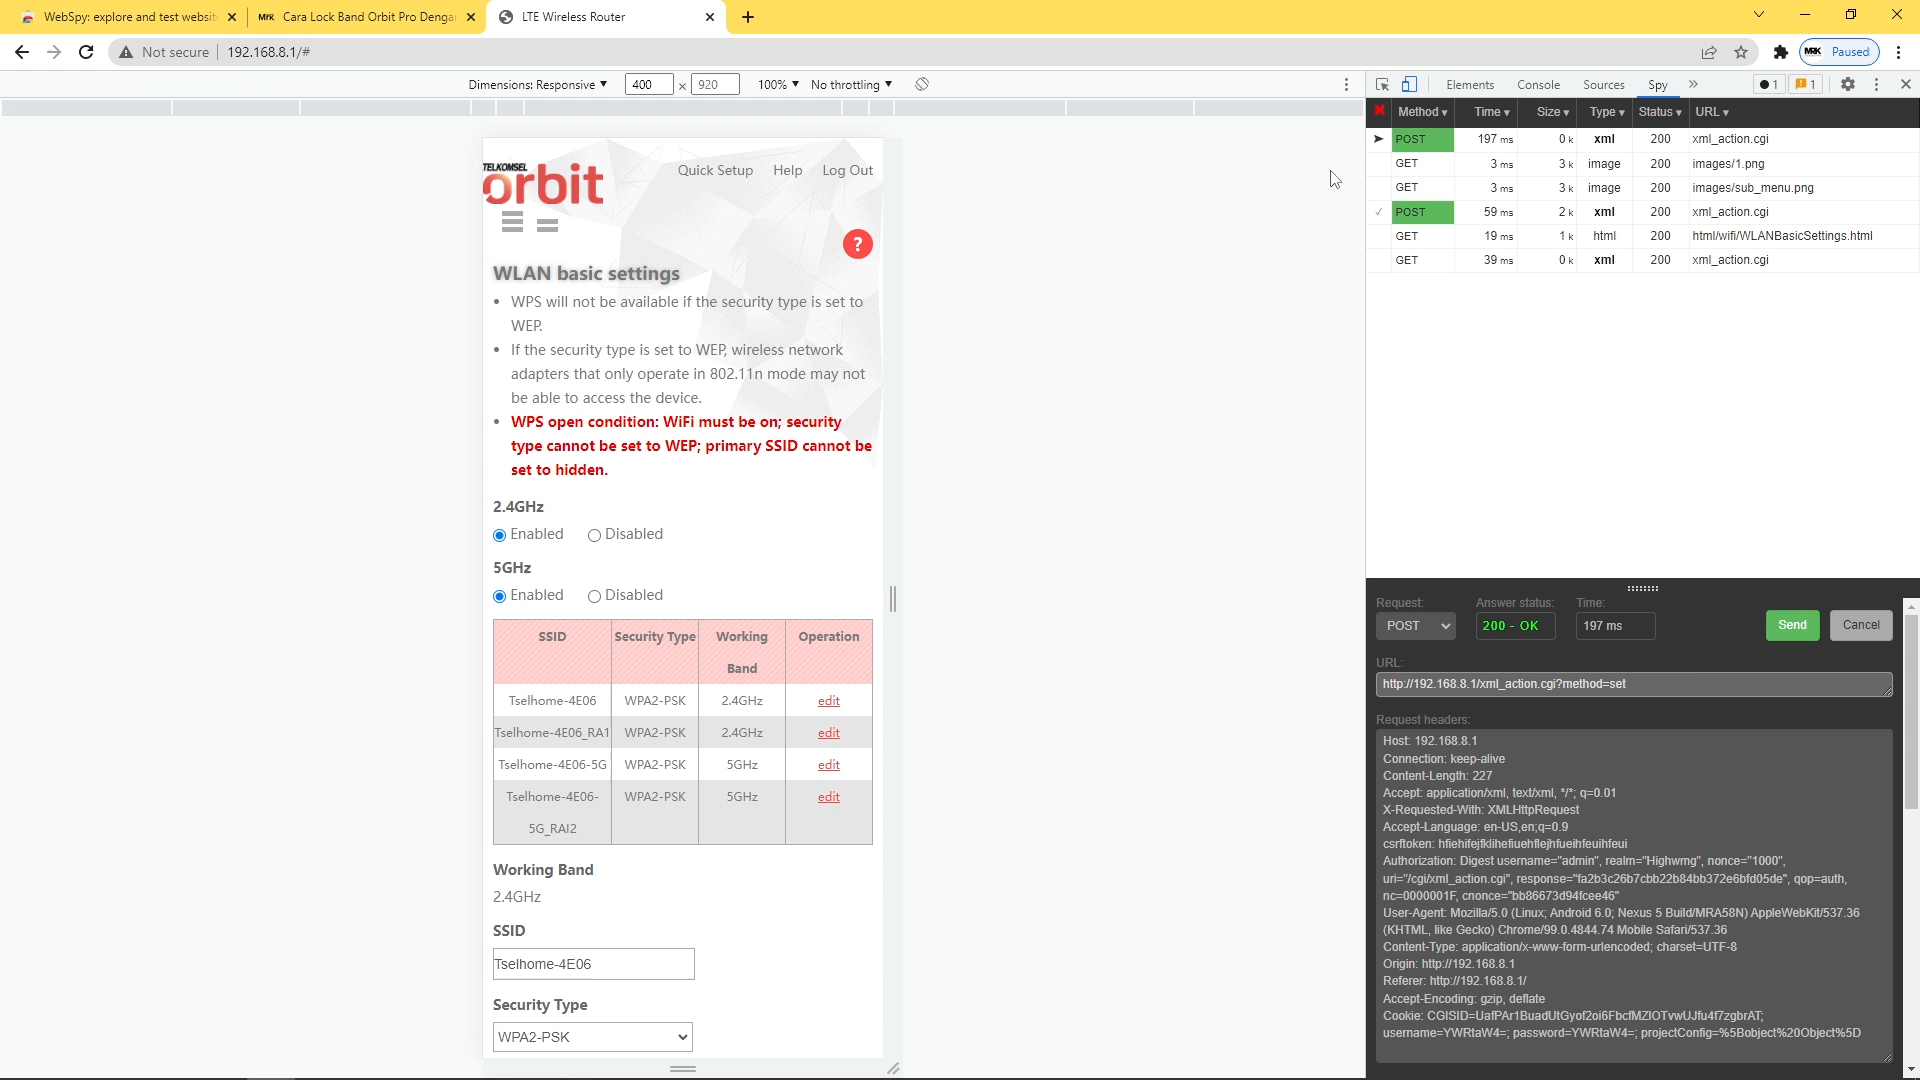 WebSpy: explore and test websit
Cara Lock Band Orbit Pro Dengar
LTE Wireless Router
Not secure
192.168.8.1/#
MRK Paused
Dimensions: Responsive
400 × 920
100%
No throttling
Elements
Console
Sources
Spy
1
1
Method Time Size Type Status URL
POST 197 ms 0 k xml 200 xml_action.cgi
GET 3 ms 3 k image 200 images/1.png
GET 3 ms 3 k image 200 images/sub_menu.png
POST 59 ms 2 k xml 200 xml_action.cgi
GET 19 ms 1 k html 200 html/wifi/WLANBasicSettings.html
GET 39 ms 0 k xml 200 xml_action.cgi
TELKOMSEL
orbit
Quick Setup Help Log Out
?
WLAN basic settings
• WPS will not be available if the security type is set to
WEP.
• If the security type is set to WEP, wireless network
adapters that only operate in 802.11n mode may not
be able to access the device.
• WPS open condition: WiFi must be on; security
type cannot be set to WEP; primary SSID cannot be
set to hidden.
2.4GHz
Enabled Disabled
5GHz
Enabled Disabled
SSID Security Type Working Band Operation
Tselhome-4E06 WPA2-PSK 2.4GHz edit
Tselhome-4E06_RA1 WPA2-PSK 2.4GHz edit
Tselhome-4E06-5G WPA2-PSK 5GHz edit
Tselhome-4E06- WPA2-PSK 5GHz edit
5G_RAI2
Working Band
2.4GHz
SSID
Tselhome-4E06
Security Type
WPA2-PSK
Request: Answer status: Time:
POST 200 - OK 197 ms Send Cancel
URL:
http://192.168.8.1/xml_action.cgi?method=set
Request headers:
Host: 192.168.8.1
Connection: keep-alive
Content-Length: 227
Accept: application/xml, text/xml, */*; q=0.01
X-Requested-With: XMLHttpRequest
Accept-Language: en-US,en;q=0.9
csrftoken: hfiehifejfklihefiuehflejhfueihfeuihfeui
Authorization: Digest username="admin", realm="Highwmg", nonce="1000",
uri="/cgi/xml_action.cgi", response="fa2b3c26b7cbb22b84bb372e6bfd05de", qop=auth,
nc=0000001F, cnonce="bb86673d94fcee46"
User-Agent: Mozilla/5.0 (Linux; Android 6.0; Nexus 5 Build/MRA58N) AppleWebKit/537.36
(KHTML, like Gecko) Chrome/99.0.4844.74 Mobile Safari/537.36
Content-Type: application/x-www-form-urlencoded; charset=UTF-8
Origin: http://192.168.8.1
Referer: http://192.168.8.1/
Accept-Encoding: gzip, deflate
Cookie: CGISID=UafPAr1BuadUtGyof2oi6FbcfMZIOTvwUJfu4f7zgbrAT;
username=YWRtaW4=; password=YWRtaW4=; projectConfig=%5Bobject%20Object%5D